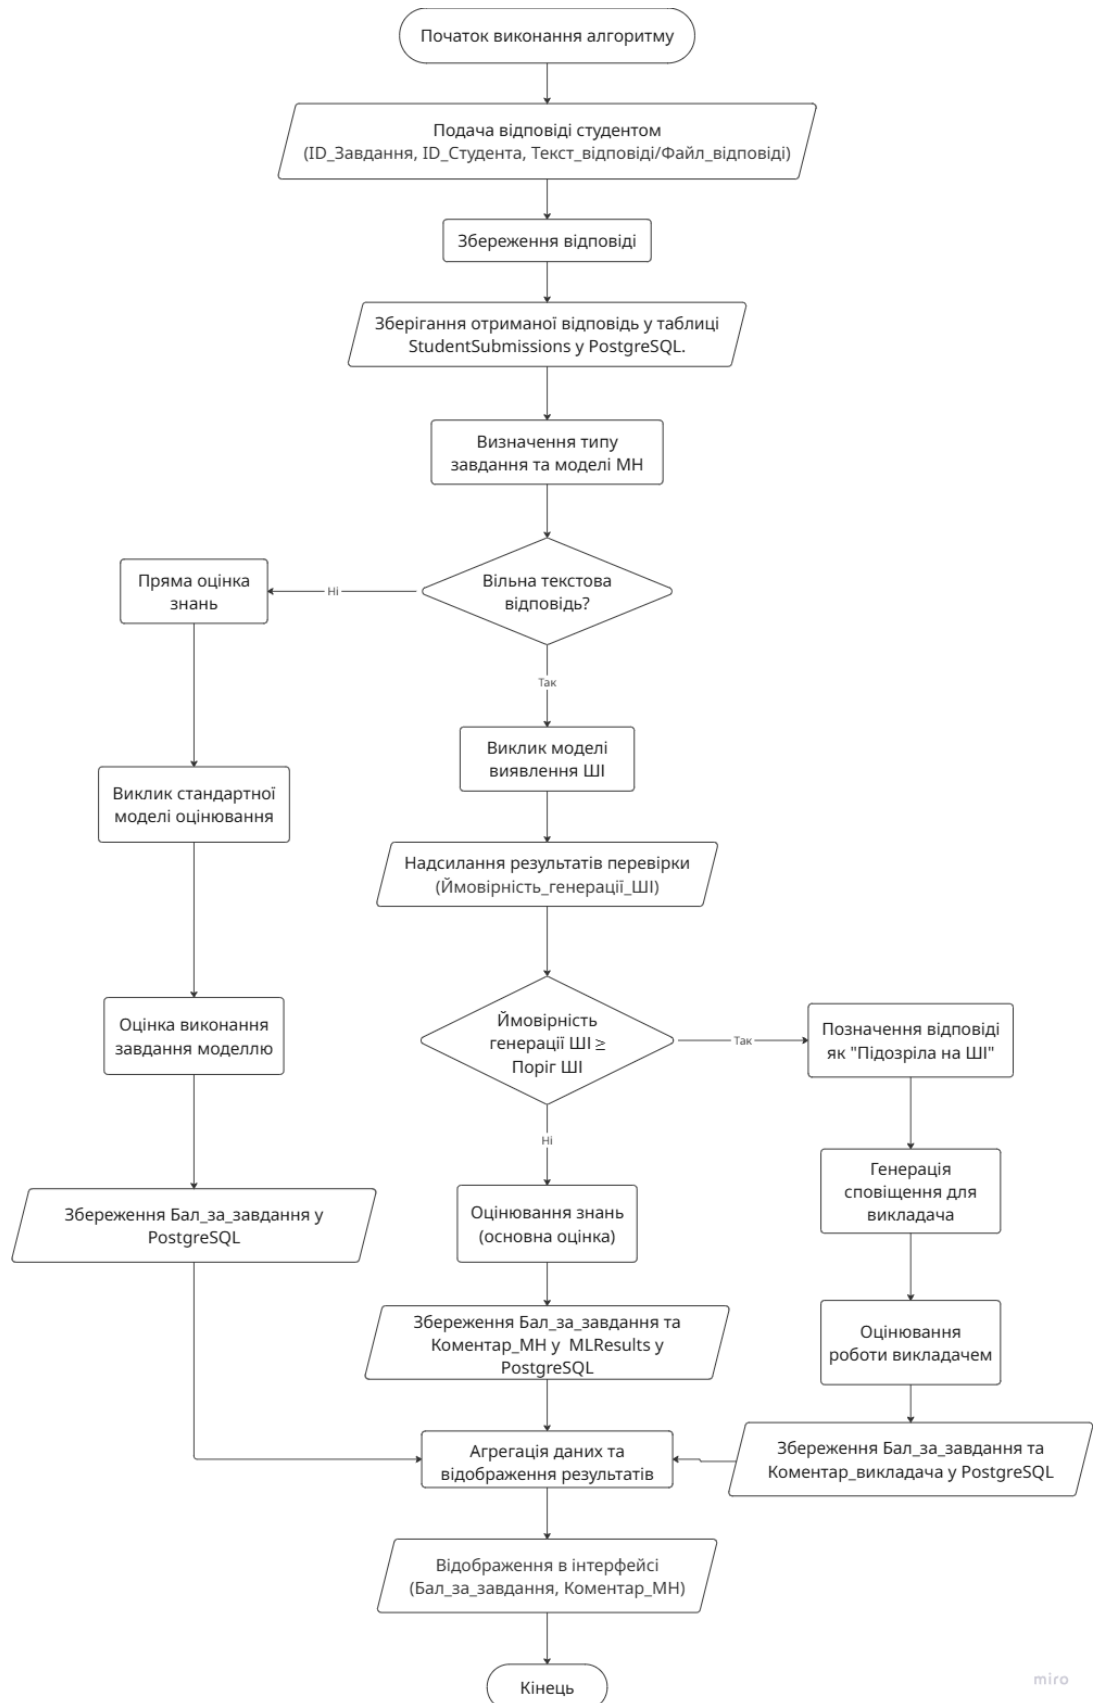 Початок виконання алгоритму
Подача відповіді студентом
(ID_Завдання, ID_Студента, Текст_відповіді/Файл_відповіді)
Збереження відповіді
Зберігання отриманої відповідь у таблиці
StudentSubmissions у PostgreSQL.
Визначення типу
завдання та моделі МН
Вільна текстова
відповідь?
Ні
Пряма оцінка
знань
Так
Виклик моделі
виявлення ШІ
Виклик стандартної
моделі оцінювання
Надсилання результатів перевірки
(Ймовірність_генерації_ШІ)
Ймовірність
генерації ШІ ≥
Поріг ШІ
Так
Позначення відповіді
як "Підозріла на ШІ"
Оцінка виконання
завдання моделлю
Ні
Генерація
сповіщення для
викладача
Збереження Бал_за_завдання у
PostgreSQL
Оцінювання знань
(основна оцінка)
Оцінювання
роботи викладачем
Збереження Бал_за_завдання та
Коментар_МН у MLResults у
PostgreSQL
Збереження Бал_за_завдання та
Коментар_викладача у PostgreSQL
Агрегація даних та
відображення результатів
Відображення в інтерфейсі
(Бал_за_завдання, Коментар_МН)
Кінець
miro